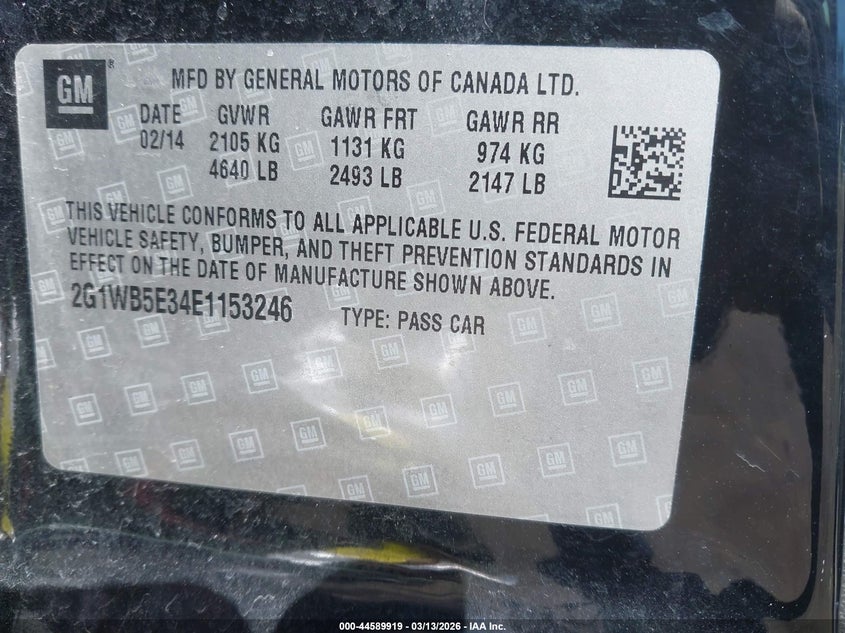 GM®
MFD BY GENERAL MOTORS OF CANADA LTD.
DATE GVWR GAWR FRT GAWR RR
02/14 2105 KG 1131 KG 974 KG
4640 LB 2493 LB 2147 LB
THIS VEHICLE CONFORMS TO ALL APPLICABLE U.S. FEDERAL MOTOR
VEHICLE SAFETY, BUMPER, AND THEFT PREVENTION STANDARDS IN
EFFECT ON THE DATE OF MANUFACTURE SHOWN ABOVE.
2G1WB5E34E1153246 TYPE: PASS CAR
000-44589919 - 03/13/2026 - IAA Inc.